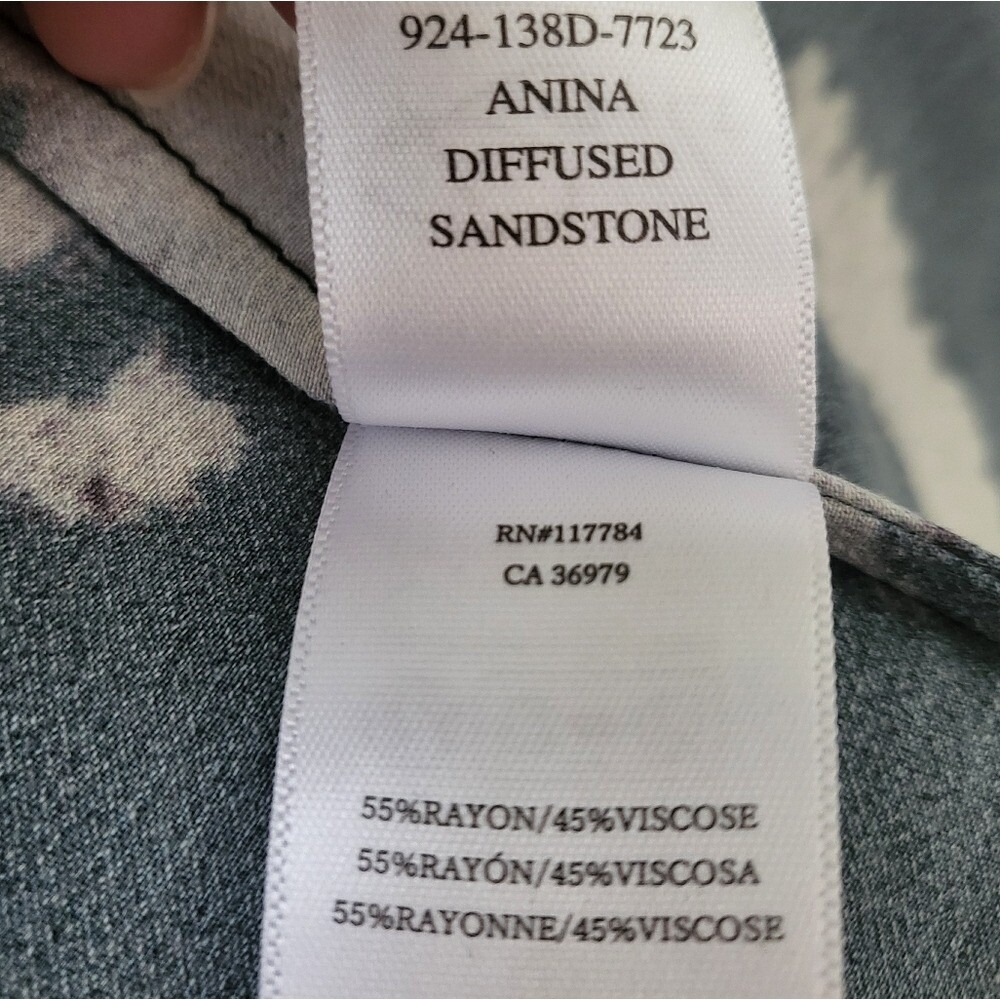 924-138D-7723
ANINA
DIFFUSED
SANDSTONE
RN#117784
CA 36979
55%RAYON/45%VISCOSE
55%RAYÓN/45%VISCOSA
55%RAYONNE/45%VISCOSE